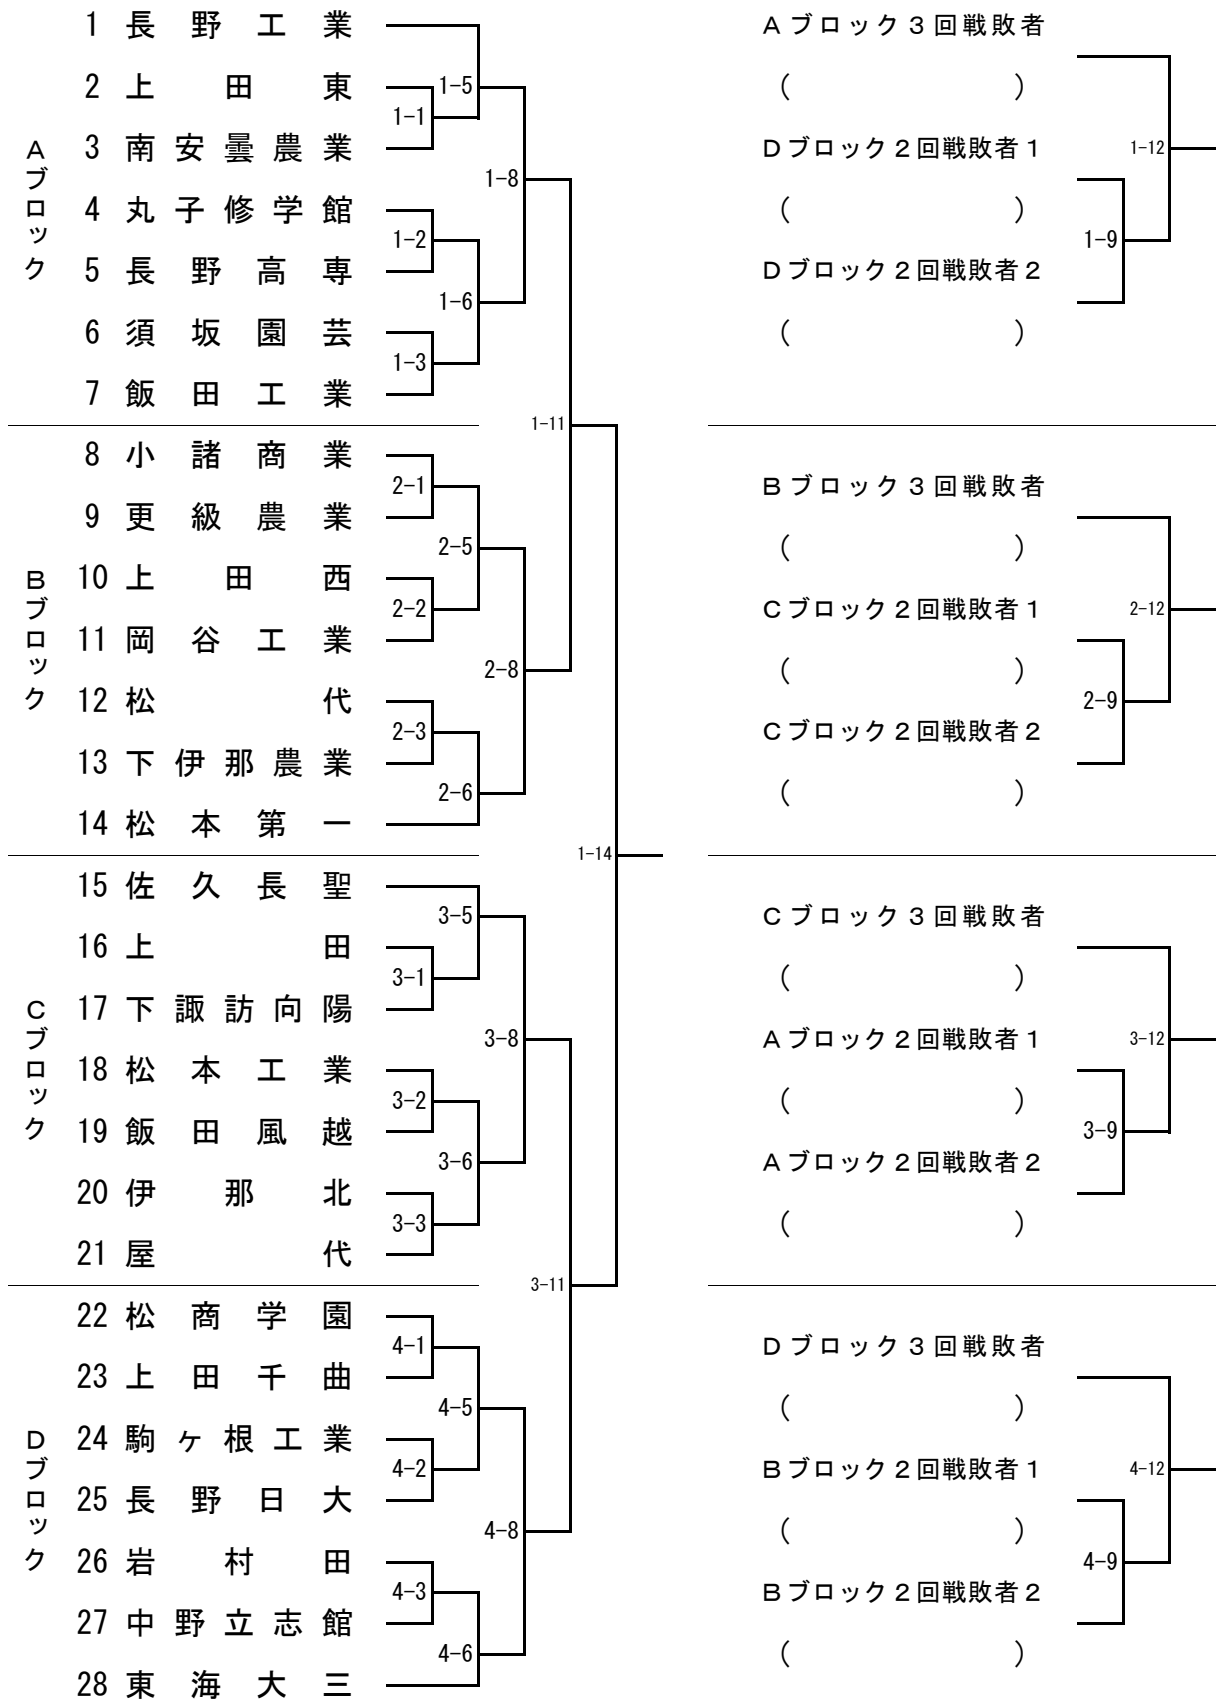 Aブロック
1 長野工業
2 上田東
3 南安曇農業
4 丸子修学館
5 長野高専
6 須坂園芸
7 飯田工業
1-5
1-1
1-8
1-2
1-6
1-3
1-11
Bブロック
8 小諸商業
9 更級農業
10 上田西
11 岡谷工業
12 松代
13 下伊那農業
14 松本第一
2-1
2-5
2-2
2-8
2-3
2-6
1-14
Cブロック
15 佐久長聖
16 上田
17 下諏訪向陽
18 松本工業
19 飯田風越
20 伊那北
21 屋代
3-5
3-1
3-8
3-2
3-6
3-3
3-11
Dブロック
22 松商学園
23 上田千曲
24 駒ヶ根工業
25 長野日大
26 岩村田
27 中野立志館
28 東海大三
4-1
4-5
4-2
4-8
4-3
4-6
Aブロック3回戦敗者
( )
Dブロック2回戦敗者1
( )
Dブロック2回戦敗者2
( )
1-12
1-9
Bブロック3回戦敗者
( )
Cブロック2回戦敗者1
( )
Cブロック2回戦敗者2
( )
2-12
2-9
Cブロック3回戦敗者
( )
Aブロック2回戦敗者1
( )
Aブロック2回戦敗者2
( )
3-12
3-9
Dブロック3回戦敗者
( )
Bブロック2回戦敗者1
( )
Bブロック2回戦敗者2
( )
4-12
4-9